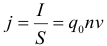 j = I/S = q₀nv